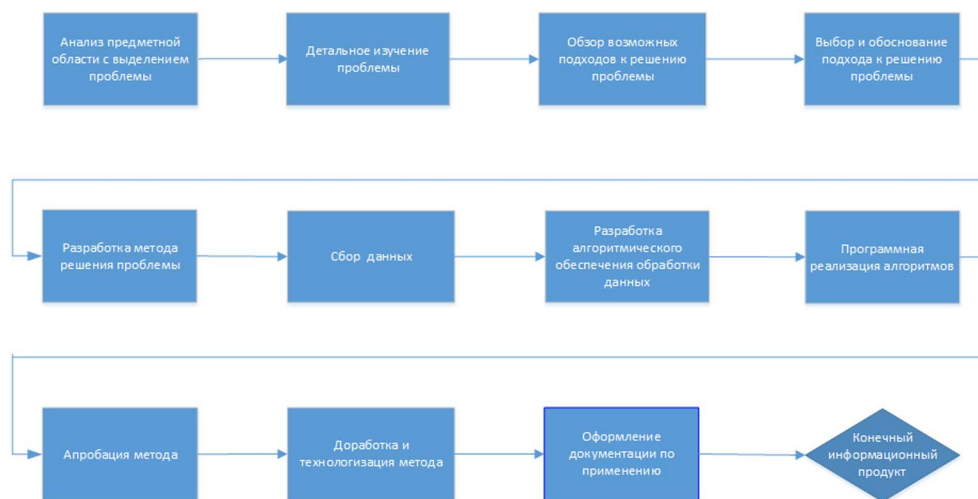 Анализ предметной
области с выделением
проблемы
Детальное изучение
проблемы
Обзор возможных
подходов к решению
проблемы
Выбор и обоснование
подхода к решению
проблемы
Разработка метода
решения проблемы
Сбор данных
Разработка
алгоритмического
обеспечения обработки
данных
Программная
реализация алгоритмов
Апробация метода
Доработка и
технологизация метода
Оформление
документации по
применению
Конечный
информационный
продукт